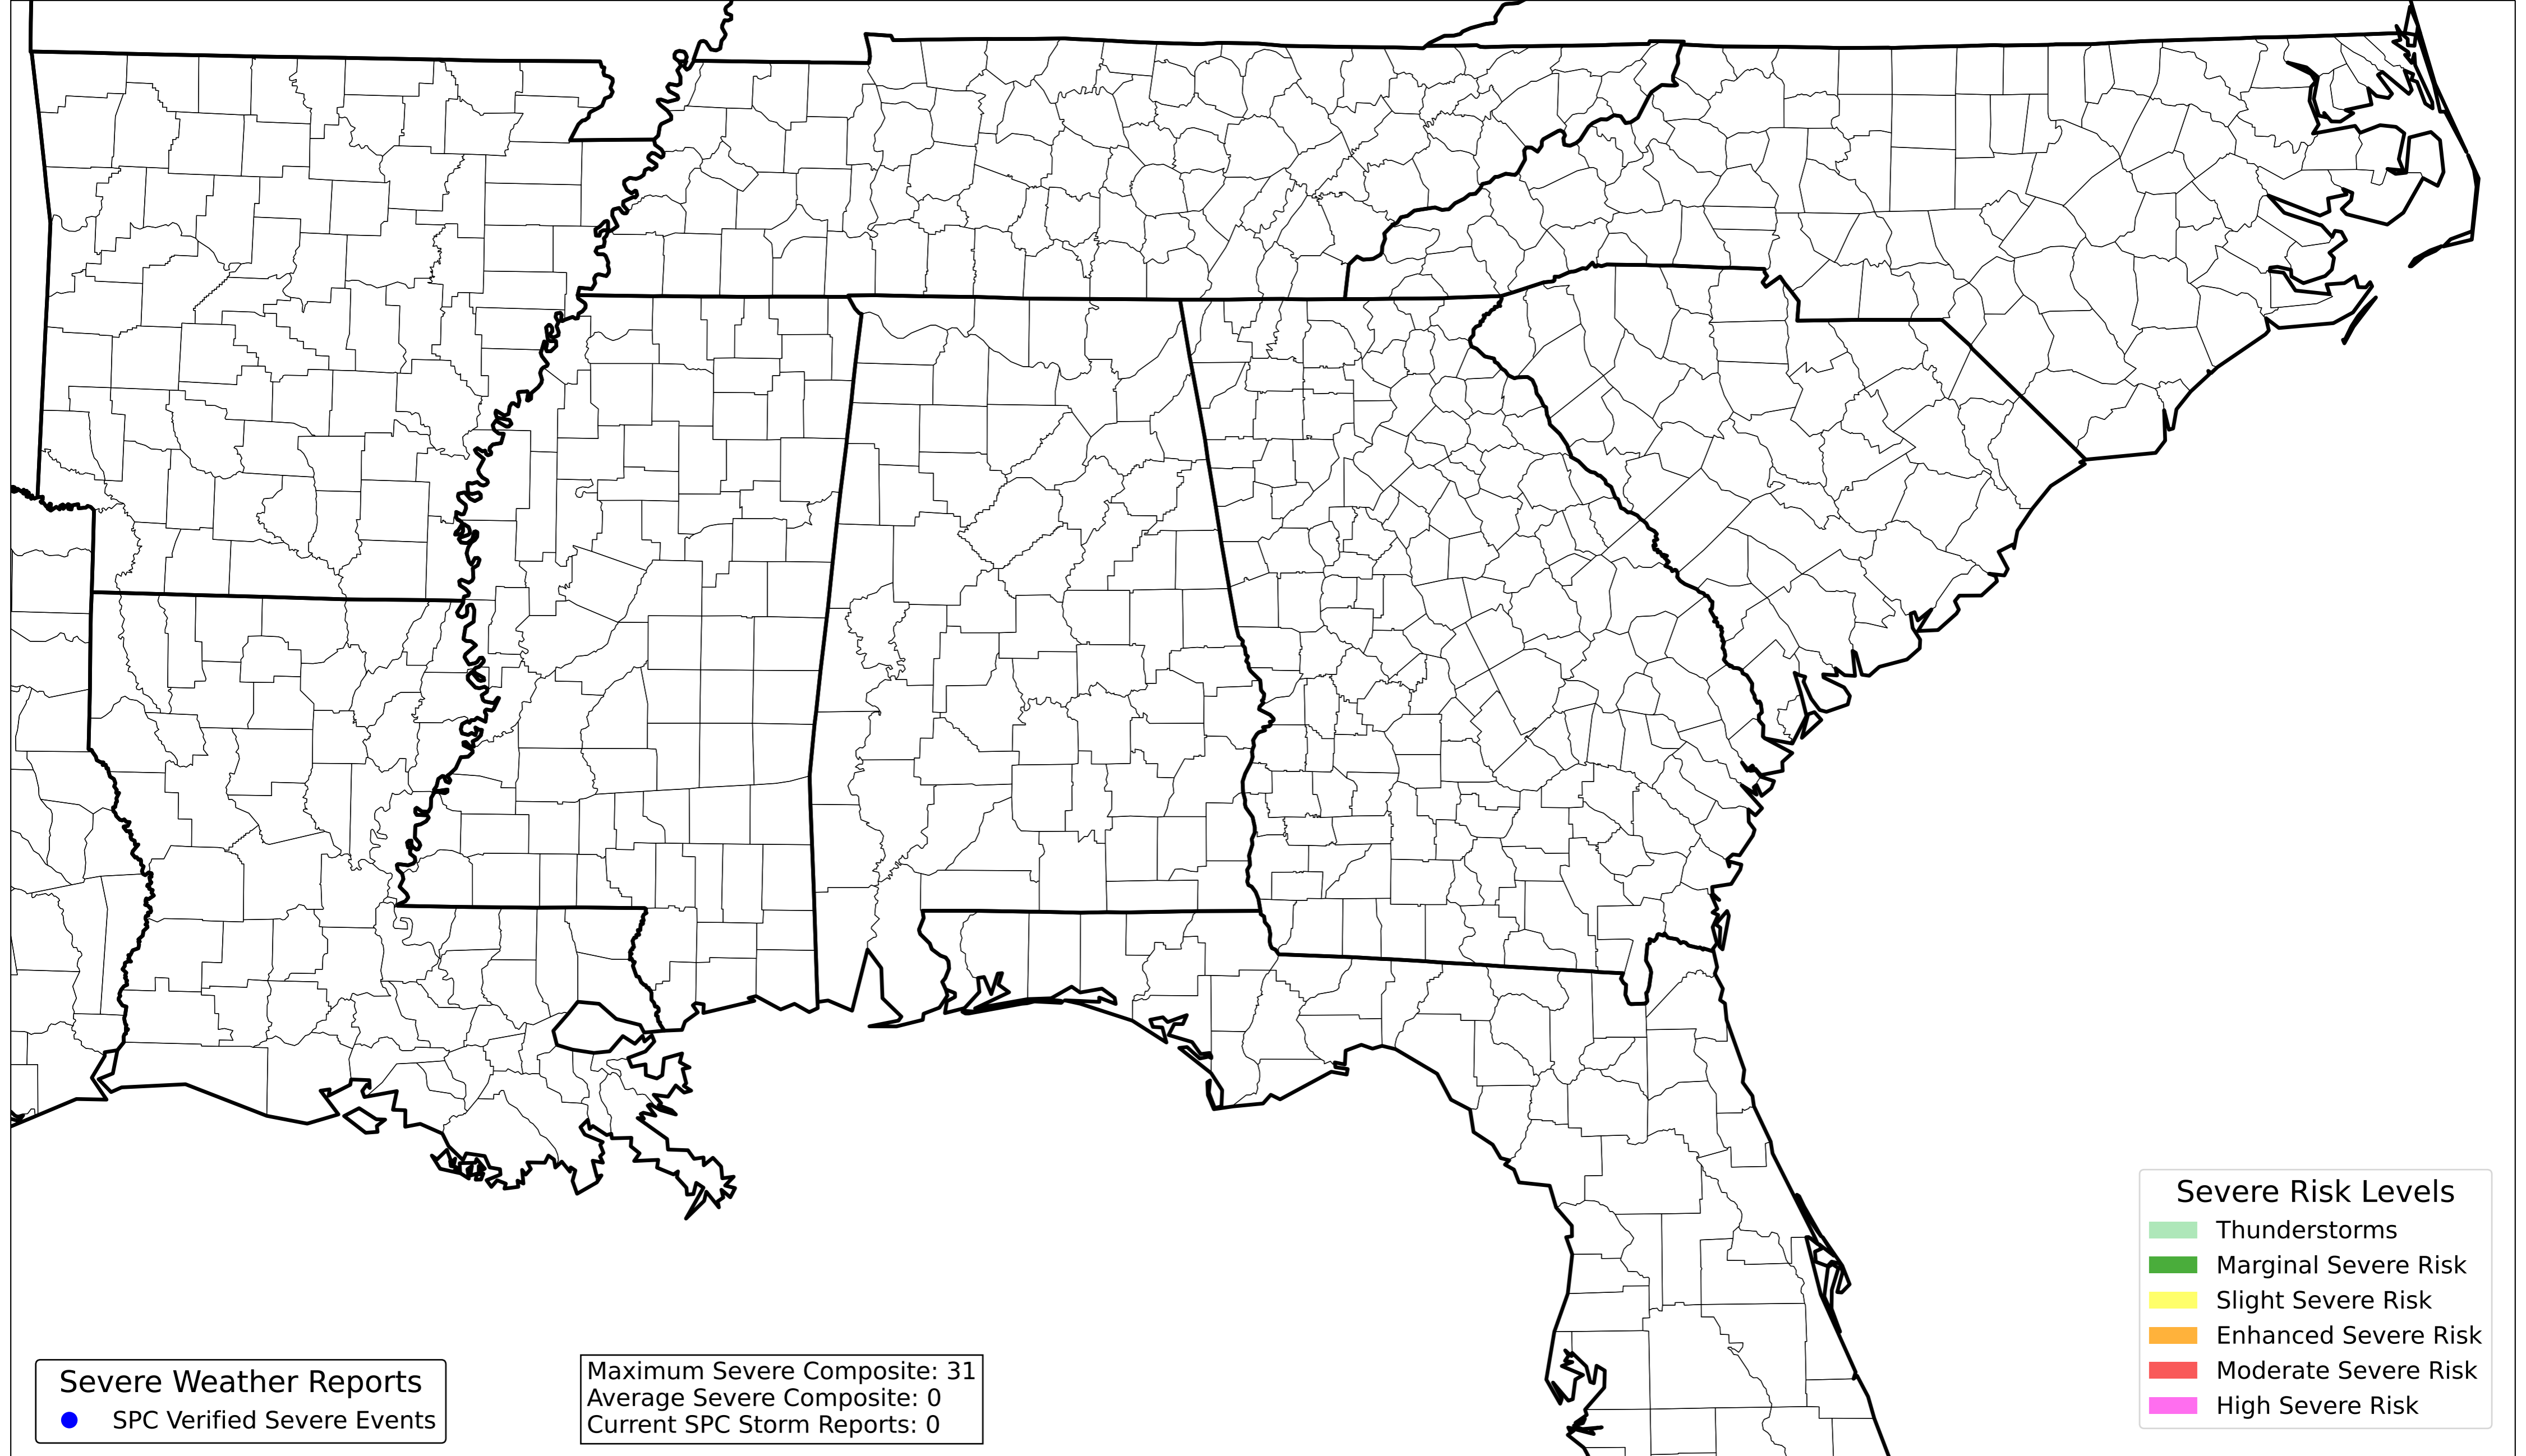 Severe Risk Levels
Thunderstorms
Marginal Severe Risk
Slight Severe Risk
Enhanced Severe Risk
Moderate Severe Risk
High Severe Risk
Severe Weather Reports
SPC Verified Severe Events
Maximum Severe Composite: 31
Average Severe Composite: 0
Current SPC Storm Reports: 0